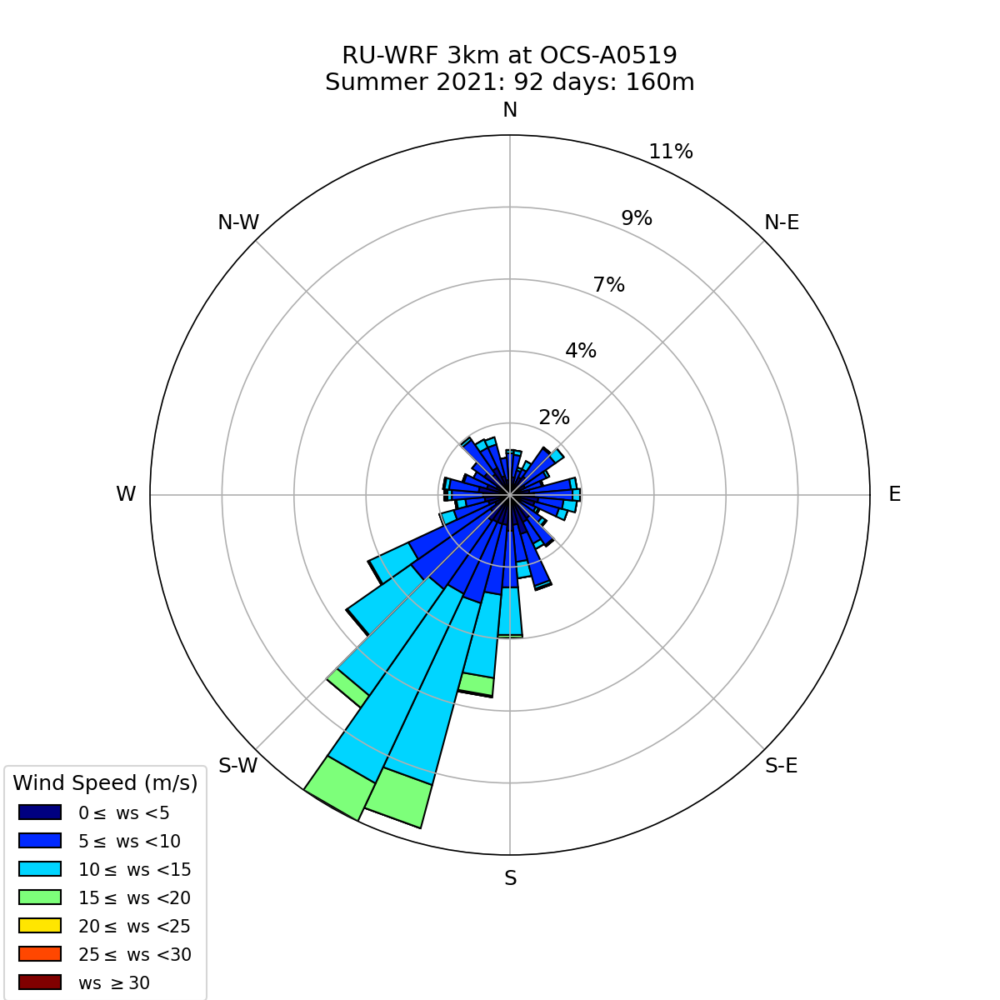 RU-WRF 3km at OCS-A0519
Summer 2021: 92 days: 160m
N
11%
N-W
9%
N-E
7%
4%
2%
W
E
S-W
S-E
S
Wind Speed (m/s)
0≤ ws <5
5≤ ws <10
10≤ ws <15
15≤ ws <20
20≤ ws <25
25≤ ws <30
ws ≥30